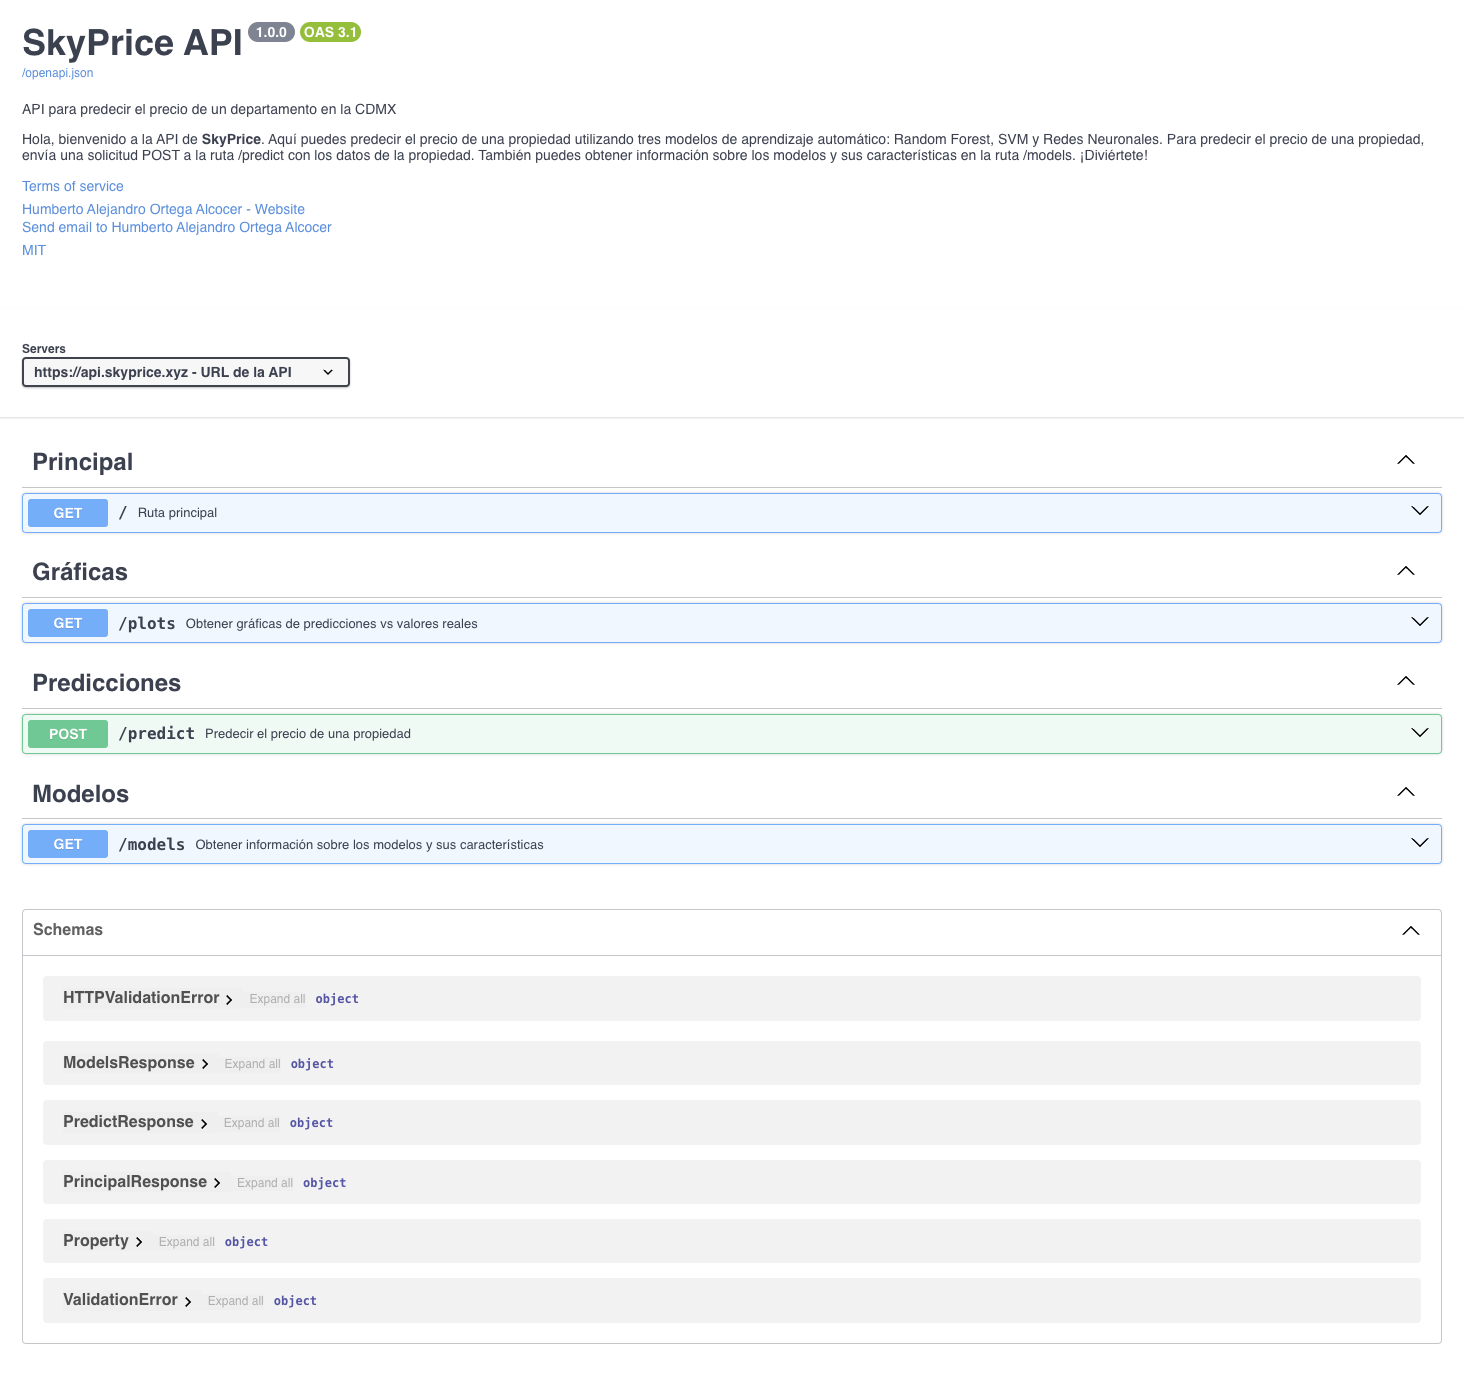 SkyPrice API 1.0.0 OAS 3.1
/openapi.json
API para predecir el precio de un departamento en la CDMX
Hola, bienvenido a la API de SkyPrice. Aquí puedes predecir el precio de una propiedad utilizando tres modelos de aprendizaje automático: Random Forest, SVM y Redes Neuronales. Para predecir el precio de una propiedad,
envía una solicitud POST a la ruta /predict con los datos de la propiedad. También puedes obtener información sobre los modelos y sus características en la ruta /models. ¡Diviértete!
Terms of service
Humberto Alejandro Ortega Alcocer - Website
Send email to Humberto Alejandro Ortega Alcocer
MIT
Servers
https://api.skyprice.xyz - URL de la API
Principal
GET / Ruta principal
Gráficas
GET /plots Obtener gráficas de predicciones vs valores reales
Predicciones
POST /predict Predecir el precio de una propiedad
Modelos
GET /models Obtener información sobre los modelos y sus características
Schemas
HTTPValidationError Expand all object
ModelsResponse Expand all object
PredictResponse Expand all object
PrincipalResponse Expand all object
Property Expand all object
ValidationError Expand all object